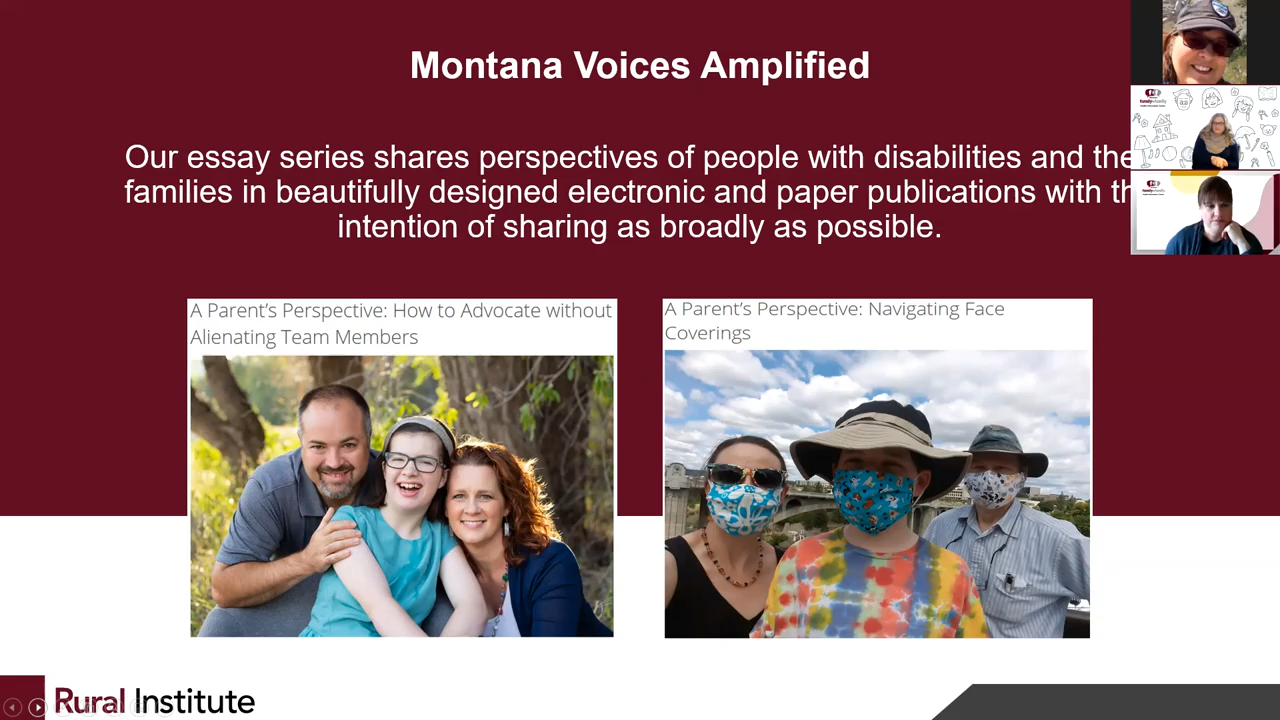 Montana Voices Amplified
Our essay series shares perspectives of people with disabilities and
families in beautifully designed electronic and paper publications with
intention of sharing as broadly as possible.
A Parent's Perspective: How to Advocate without
Alienating Team Members
A Parent's Perspective: Navigating Face
Coverings
Rural Institute